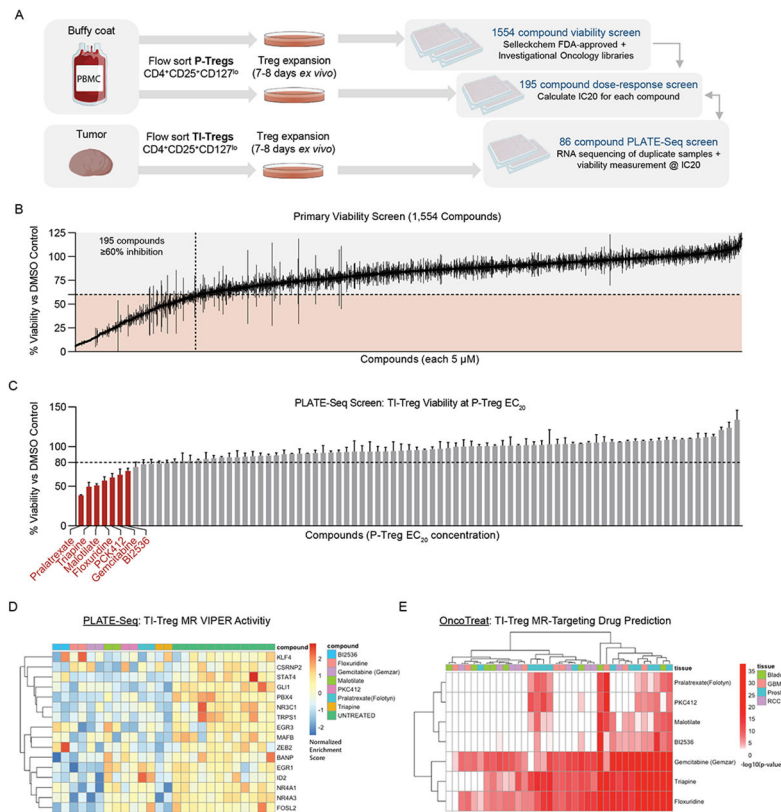 A
Buffy coat
PBMC
Flow sort P-Tregs
CD4+CD25+CD127lo
Treg expansion
(7-8 days ex vivo)
1554 compound viability screen
Selleckchem FDA-approved +
Investigational Oncology libraries
195 compound dose-response screen
Calculate IC20 for each compound
Tumor
Flow sort TI-Tregs
CD4+CD25+CD127lo
Treg expansion
(7-8 days ex vivo)
86 compound PLATE-Seq screen
RNA sequencing of duplicate samples +
viability measurement @ IC20
B
Primary Viability Screen (1,554 Compounds)
195 compounds
≥60% inhibition
% Viability vs DMSO Control
125
100
75
50
25
0
Compounds (each 5 μM)
C
PLATE-Seq Screen: TI-Treg Viability at P-Treg EC20
% Viability vs DMSO Control
150
100
80
50
0
Pralatrexate
Triapine
Malotilate
Floxuridine
PCK412
Gemcitabine
BI2536
Compounds (P-Treg EC20 concentration)
D
PLATE-Seq: TI-Treg MR VIPER Activitiy
compound
KLF4
CSRNP2
STAT4
GLI1
PBX4
NR3C1
TRPS1
EGR3
MAFB
ZEB2
BANP
EGR1
ID2
NR4A1
NR4A3
FOSL2
2
1
0
-1
-2
Normalized
Enrichment
Score
compound
BI2536
Floxuridine
Gemcitabine (Gemzar)
Malotilate
PKC412
Pralatrexate(Folotyn)
Triapine
UNTREATED
E
OncoTreat: TI-Treg MR-Targeting Drug Prediction
tissue
Pralatrexate(Folotyn)
PKC412
Malotilate
BI2536
Gemcitabine (Gemzar)
Triapine
Floxuridine
35
30
25
20
15
10
5
0
-log10(p-value
tissue
Blad
GBM
Pros
RCC